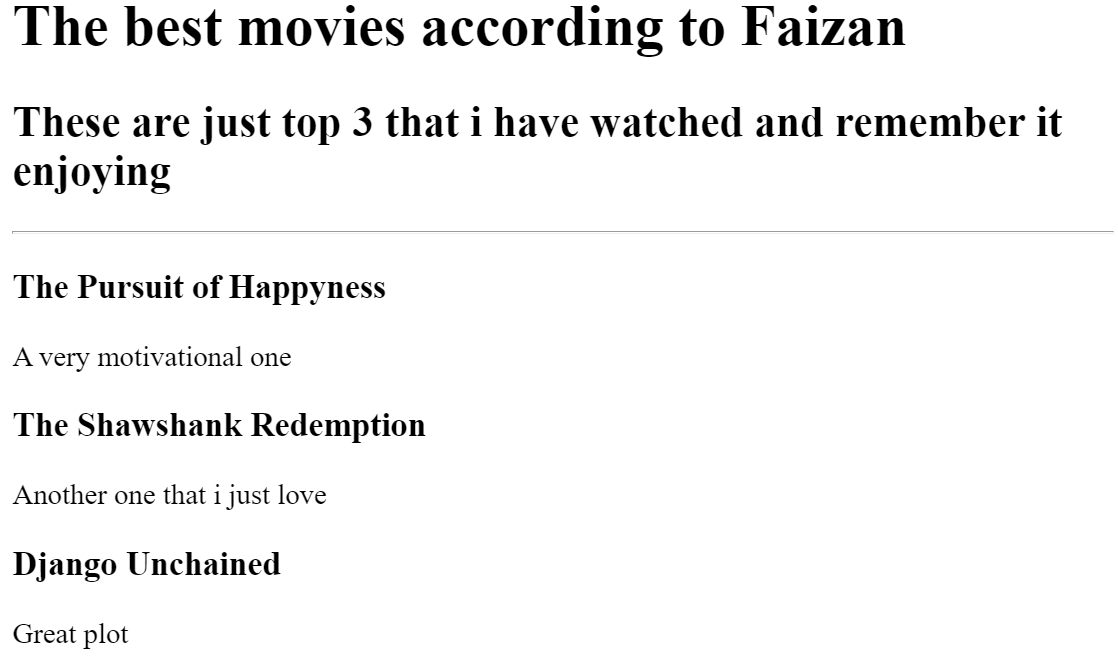 The best movies according to Faizan
These are just top 3 that i have watched and remember it
enjoying
The Pursuit of Happyness
A very motivational one
The Shawshank Redemption
Another one that i just love
Django Unchained
Great plot